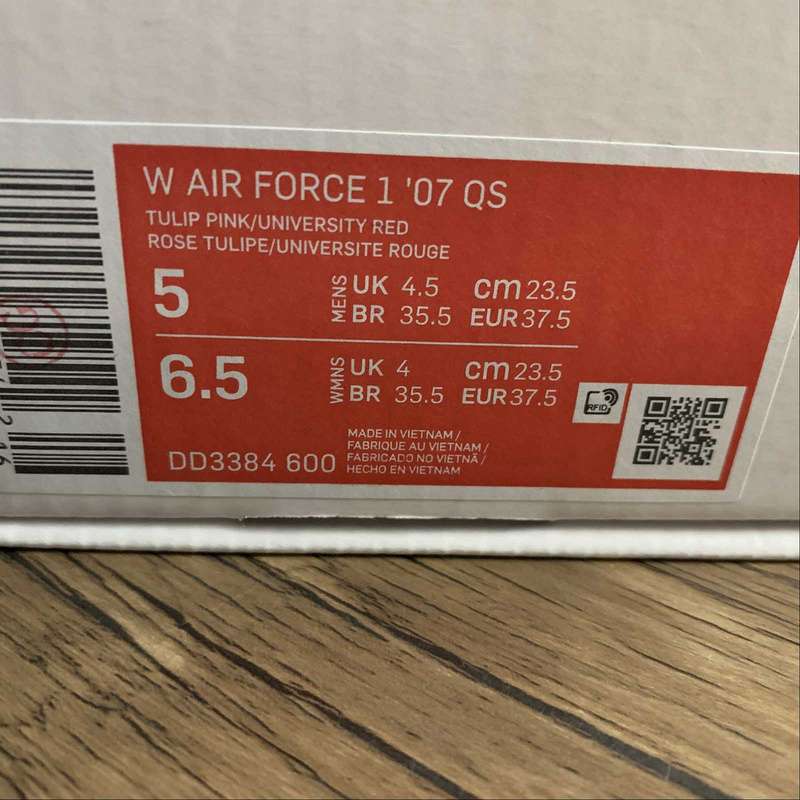 W AIR FORCE 1 '07 QS
TULIP PINK/UNIVERSITY RED
ROSE TULIPE/UNIVERSITE ROUGE
5 MENS UK 4.5 cm 23.5
BR 35.5 EUR 37.5
6.5 WMNS UK 4 cm 23.5
BR 35.5 EUR 37.5
RFID
DD3384 600
MADE IN VIETNAM /
FABRIQUE AU VIETNAM /
FABRICADO NO VIETNÃ /
HECHO EN VIETNAM